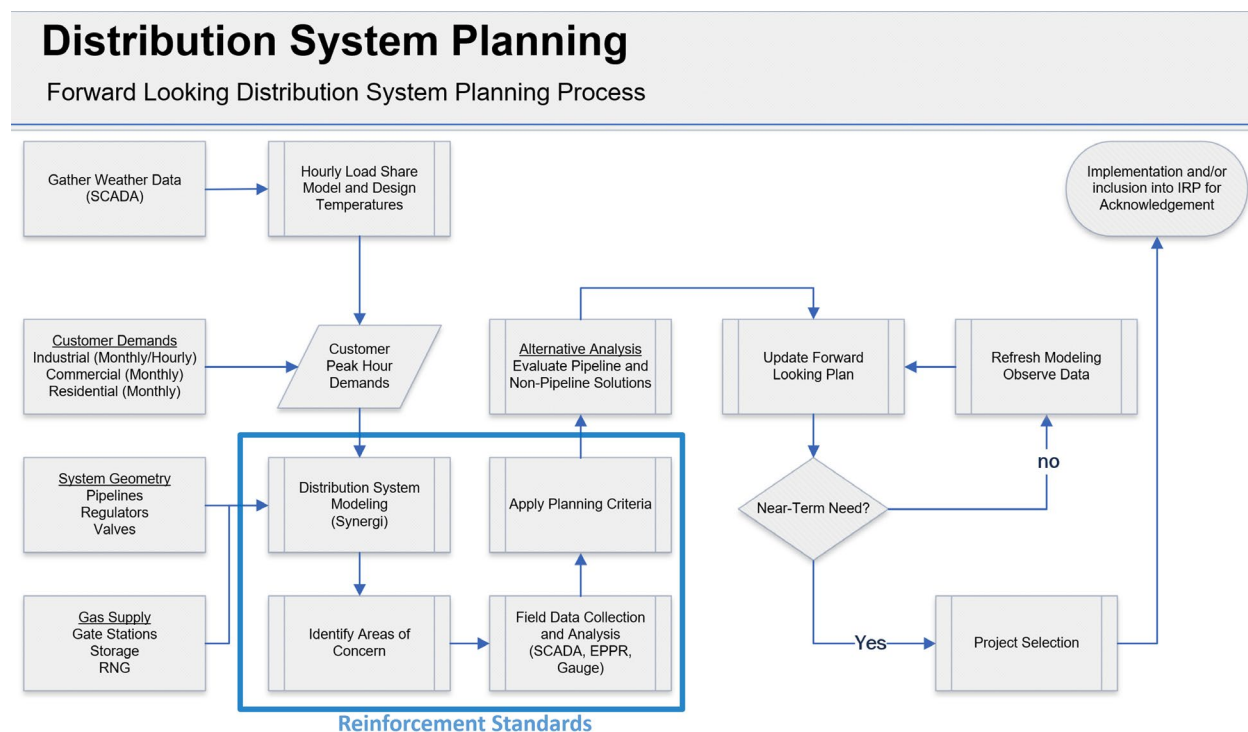 Distribution System Planning
Forward Looking Distribution System Planning Process
Gather Weather Data
(SCADA)
Hourly Load Share
Model and Design
Temperatures
Implementation and/or
inclusion into IRP for
Acknowledgement
Customer Demands
Industrial (Monthly/Hourly)
Commercial (Monthly)
Residential (Monthly)
Customer
Peak Hour
Demands
Alternative Analysis
Evaluate Pipeline and
Non-Pipeline Solutions
Update Forward
Looking Plan
Refresh Modeling
Observe Data
System Geometry
Pipelines
Regulators
Valves
Distribution System
Modeling
(Synergi)
Apply Planning Criteria
Near-Term Need?
no
Gas Supply
Gate Stations
Storage
RNG
Identify Areas of
Concern
Field Data Collection
and Analysis
(SCADA, EPPR,
Gauge)
Yes
Project Selection
Reinforcement Standards